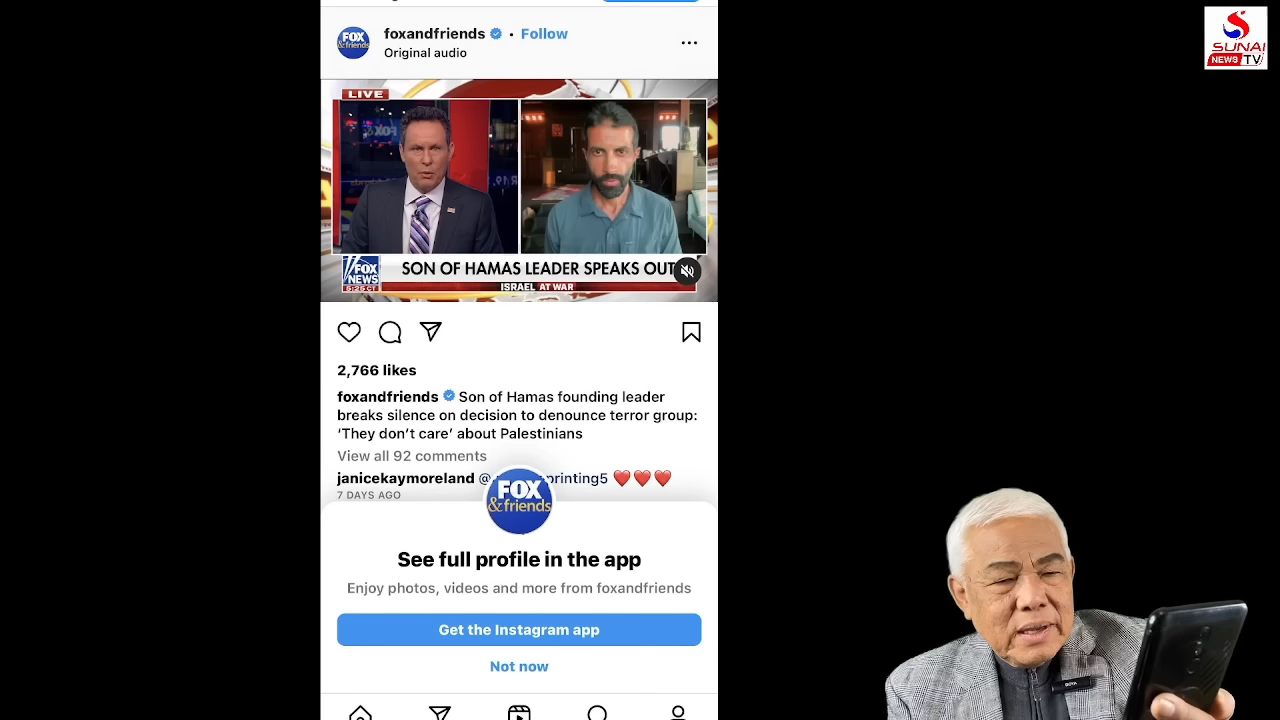 foxandfriends • Follow
Original audio
SUNAI
NEWS TV
FOX
&friends
LIVE
FOX
NEWS
SON OF HAMAS LEADER SPEAKS OUT
ISRAEL AT WAR
2,766 likes
foxandfriends Son of Hamas founding leader
breaks silence on decision to denounce terror group:
‘They don’t care’ about Palestinians
View all 92 comments
janicekaymoreland @ printing5 ❤️❤️❤️
7 DAYS AGO
FOX
&friends
See full profile in the app
Enjoy photos, videos and more from foxandfriends
Get the Instagram app
Not now